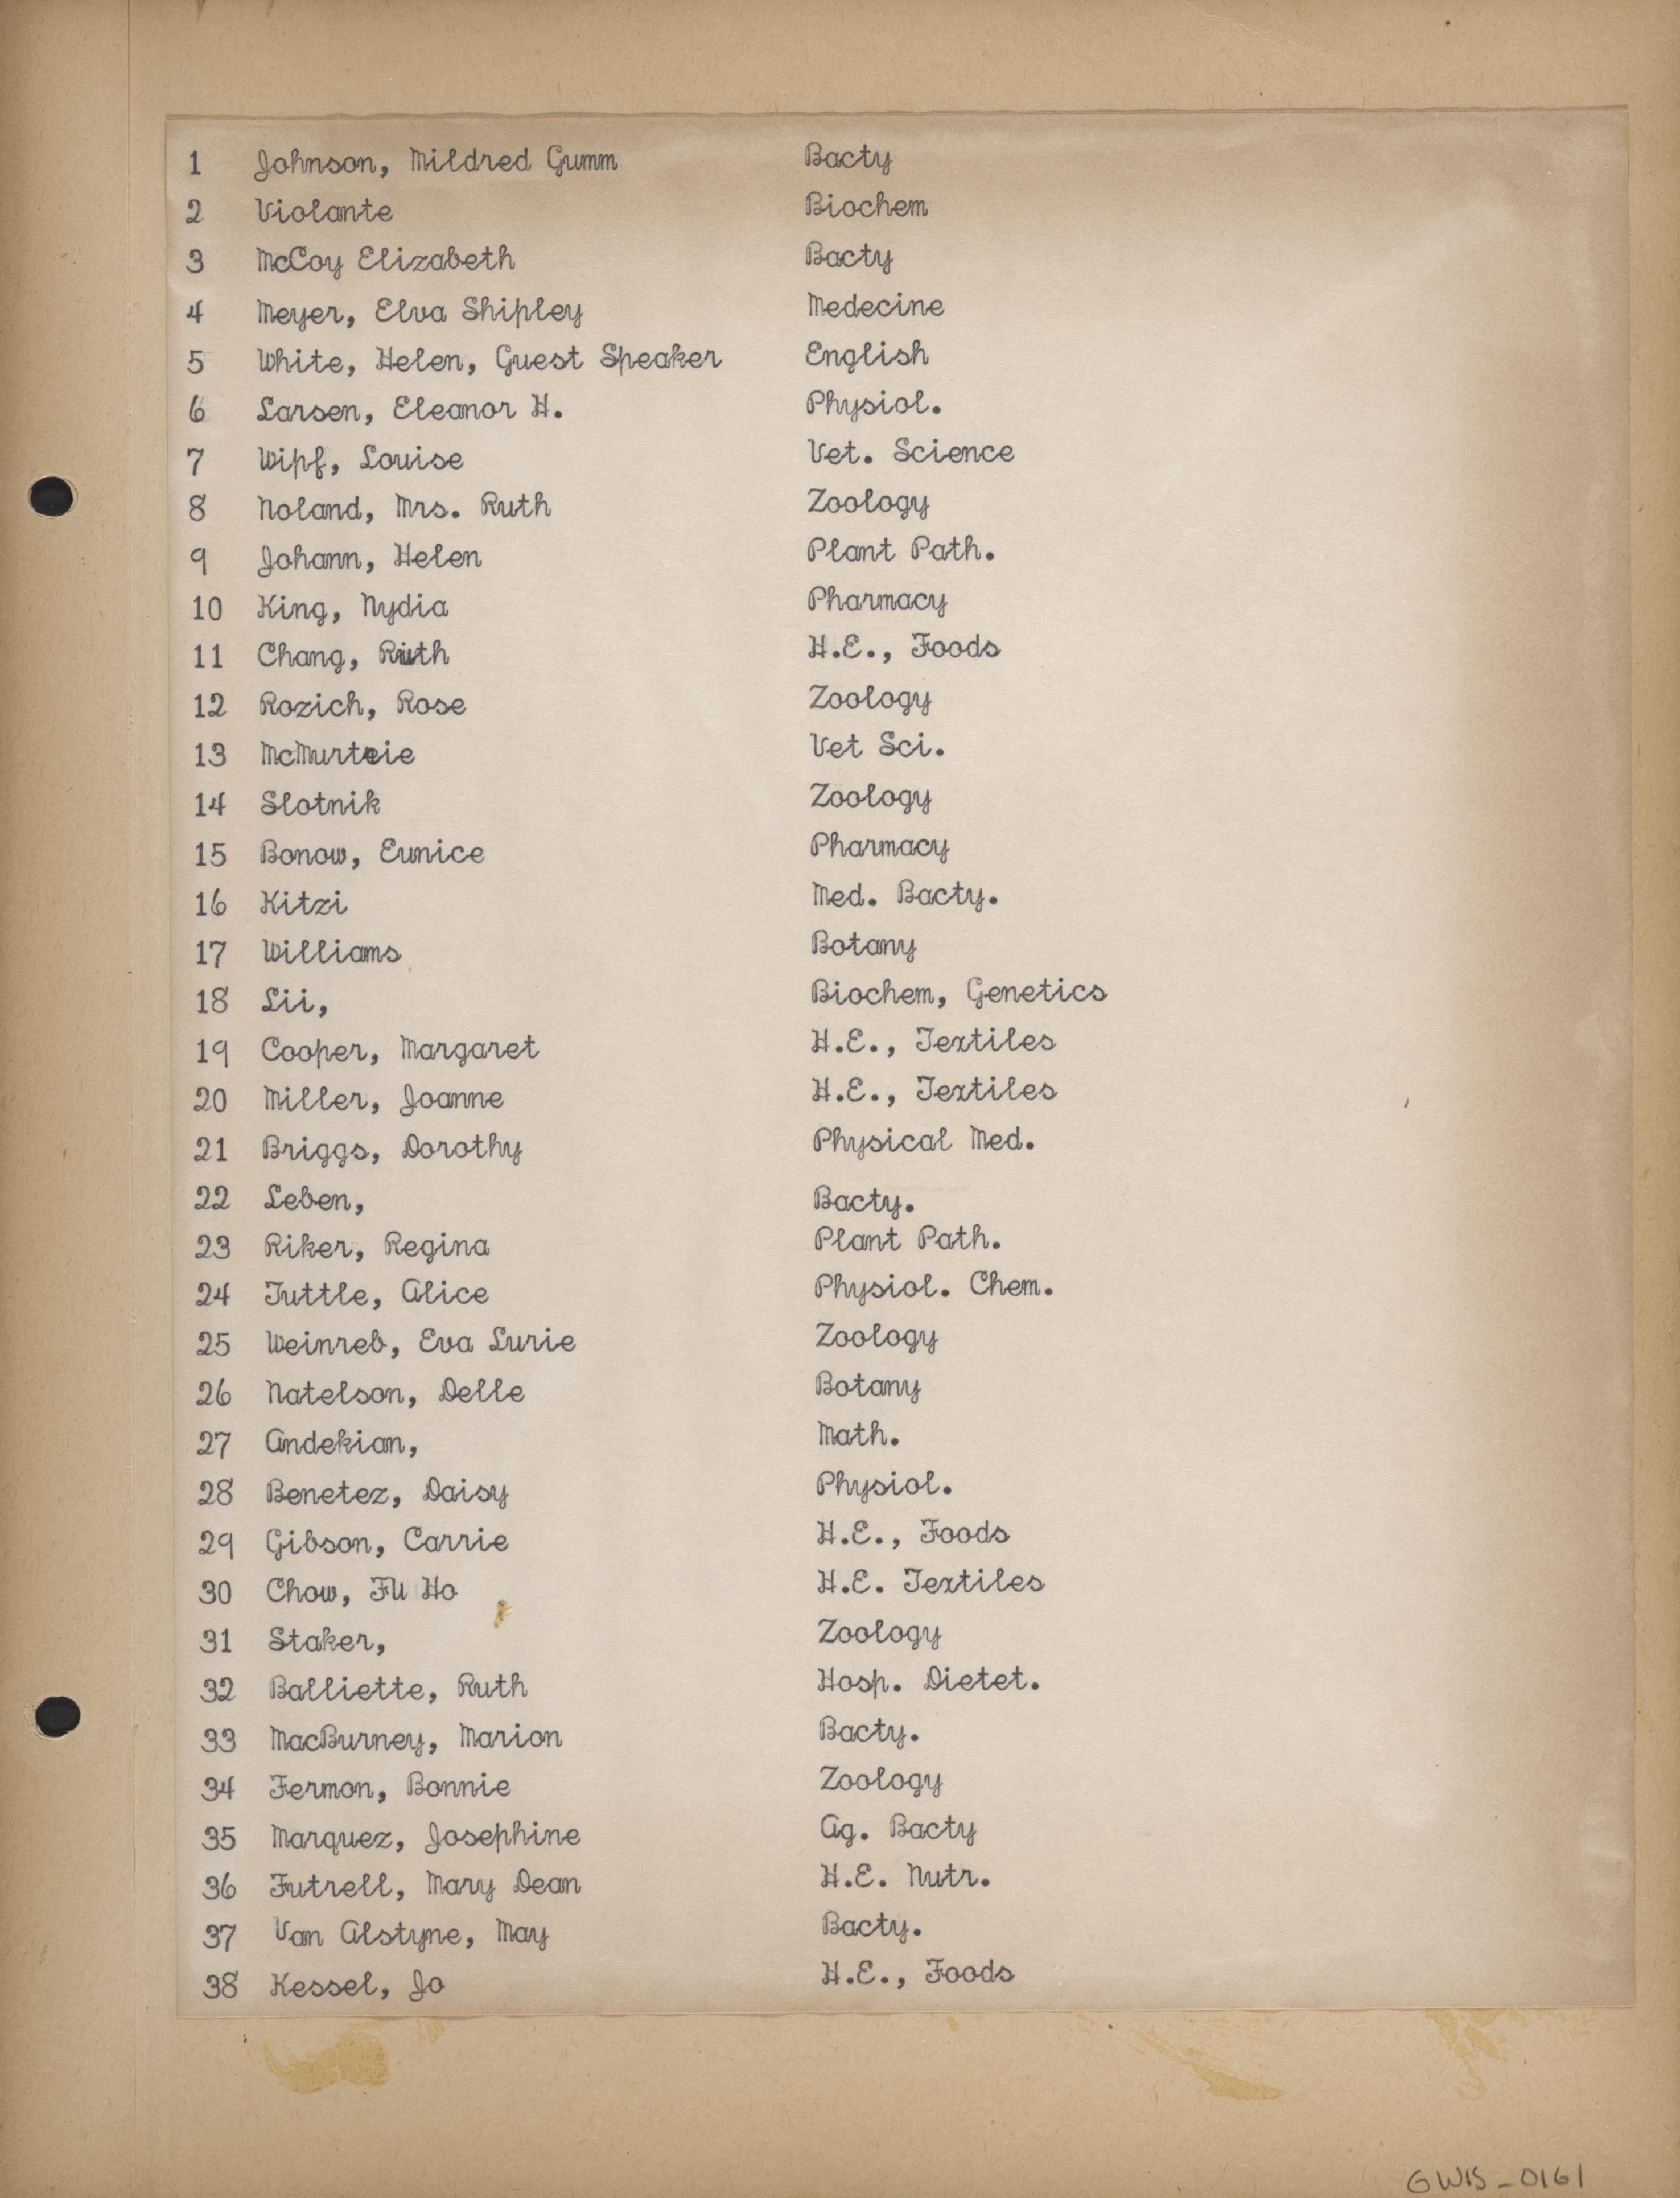 1 Johnson, Mildred Gumm Bacty
2 Violante Biochem
3 McCoy Elizabeth Bacty
4 Meyer, Elva Shipley Medecine
5 White, Helen, Guest Speaker English
6 Larsen, Eleanor H. Physiol.
7 Wipf, Louise Vet. Science
8 Noland, Mrs. Ruth Zoology
9 Johann, Helen Plant Path.
10 King, Nydia Pharmacy
11 Chang, Ruth H.E., Foods
12 Rozich, Rose Zoology
13 McMurtrie Vet Sci.
14 Slotnik Zoology
15 Bonow, Eunice Pharmacy
16 Kitzi Med. Bacty.
17 Williams Botany
18 Lii, Biochem, Genetics
19 Cooper, Margaret H.E., Textiles
20 Miller, Joanne H.E., Textiles
21 Briggs, Dorothy Physical Med.
22 Leben, Bacty.
23 Riker, Regina Plant Path.
24 Tuttle, Alice Physiol. Chem.
25 Weinreb, Eva Lurie Zoology
26 Natelson, Delle Botany
27 Andekian, Math.
28 Benetez, Daisy Physiol.
29 Gibson, Carrie H.E., Foods
30 Chow, Fu Ho H.E. Textiles
31 Staker, Zoology
32 Balliette, Ruth Hosp. Dietet.
33 MacBurney, Marion Bacty.
34 Fermon, Bonnie Zoology
35 Marquez, Josephine Ag. Bacty
36 Futrell, Mary Dean H.E. Nutr.
37 Van Alstyne, May Bacty.
38 Kessel, Jo H.E., Foods
GWIS-0161